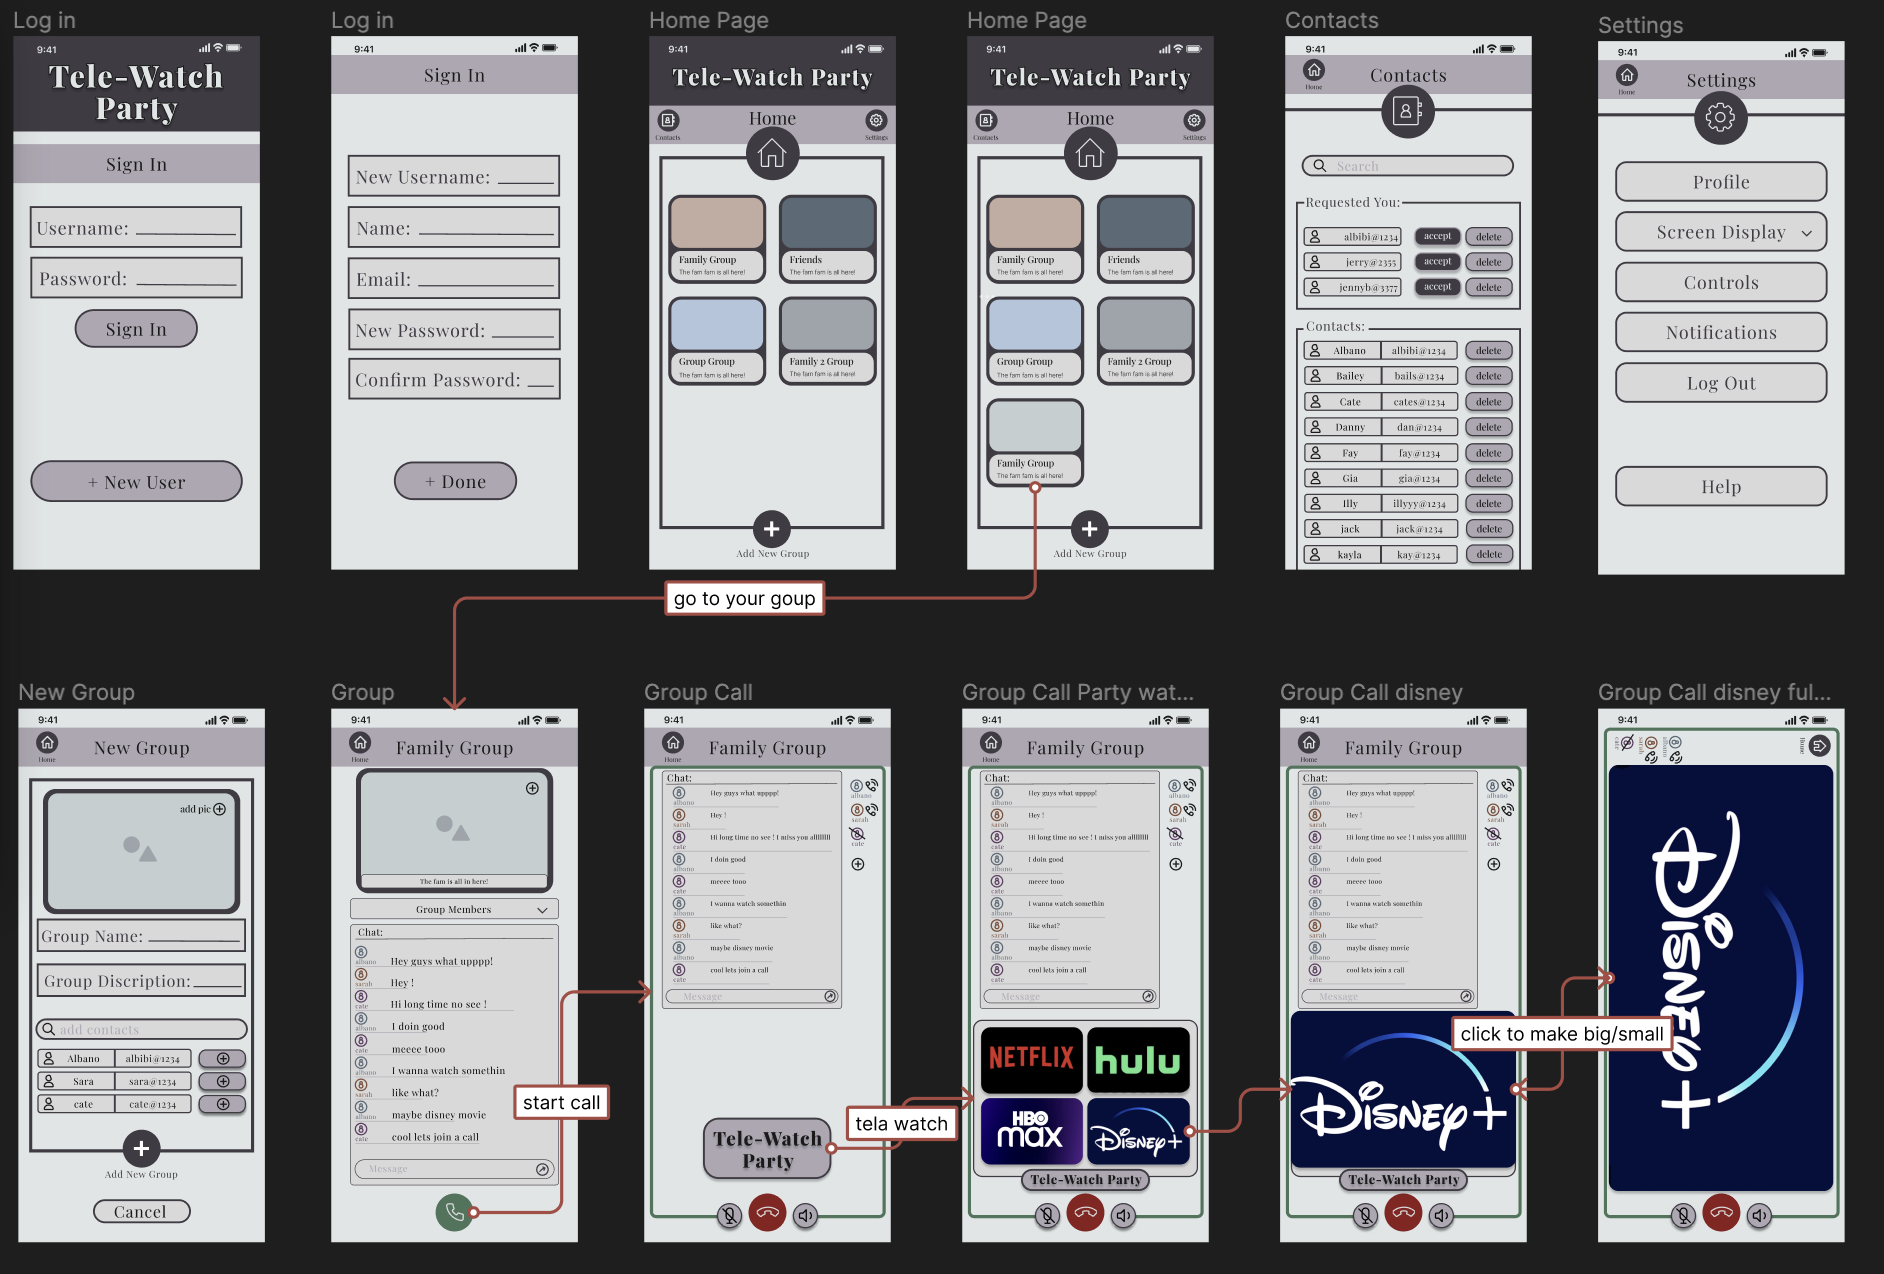 Log in
9:41
Tele-Watch
Party
Sign In
Username:
Password:
Sign In
+ New User
Log in
9:41
Sign In
New Username:
Name:
Email:
New Password:
Confirm Password:
+ Done
Home Page
9:41
Tele-Watch Party
Home
Contacts
Settings
Family Group
The fam fam is all here!
Friends
The fam fam is all here!
Group Group
The fam fam is all here!
Family 2 Group
The fam fam is all here!
Add New Group
Home Page
9:41
Tele-Watch Party
Home
Contacts
Settings
Family Group
The fam fam is all here!
Friends
The fam fam is all here!
Group Group
The fam fam is all here!
Family 2 Group
The fam fam is all here!
Family Group
The fam fam is all here!
Add New Group
Contacts
9:41
Home
Contacts
Search
Requested You:
albibi@1234 accept delete
jerry@2355 accept delete
jennyb@3377 accept delete
Contacts:
Albano albibi@1234 delete
Bailey bails@1234 delete
Cate cates@1234 delete
Danny dan@1234 delete
Fay fay@1234 delete
Gia gia@1234 delete
Illy illyyy@1234 delete
jack jack@1234 delete
kayla kay@1234 delete
Settings
9:41
Home
Settings
Profile
Screen Display
Controls
Notifications
Log Out
Help
go to your goup
New Group
9:41
Home
New Group
add pic
Group Name:
Group Discription:
add contacts
Albano albibi@1234
Sara sara@1234
cate cate@1234
Add New Group
Cancel
Group
9:41
Home
Family Group
The fam is all in here!
Group Members
Chat:
albano
Hey guys what upppp!
sarah
Hey !
cate
Hi long time no see !
albano
I doin good
cate
meeee tooo
albano
I wanna watch somethin
sarah
like what?
albano
maybe disney movie
cate
cool lets join a call
Message
start call
Group Call
9:41
Home
Family Group
Chat:
albano
Hey guys what upppp!
sarah
Hey !
cate
Hi long time no see ! I miss you allllllll
albano
I doin good
cate
meeee tooo
albano
I wanna watch somethin
sarah
like what?
albano
maybe disney movie
cate
cool lets join a call
Message
albano
sarah
cate
Tele-Watch
Party
tela watch
Group Call Party wat...
9:41
Home
Family Group
Chat:
albano
Hey guys what upppp!
sarah
Hey !
cate
Hi long time no see ! I miss you allllllll
albano
I doin good
cate
meeee tooo
albano
I wanna watch somethin
sarah
like what?
albano
maybe disney movie
cate
cool lets join a call
Message
albano
sarah
cate
NETFLIX
hulu
HBO
max
Disney+
Tele-Watch Party
Group Call disney
9:41
Home
Family Group
Chat:
albano
Hey guys what upppp!
sarah
Hey !
cate
Hi long time no see ! I miss you allllllll
albano
I doin good
cate
meeee tooo
albano
I wanna watch somethin
sarah
like what?
albano
maybe disney movie
cate
cool lets join a call
Message
albano
sarah
cate
Disney+
Tele-Watch Party
click to make big/small
Group Call disney ful...
9:41
cate
sarah
albano
Home
Disney+